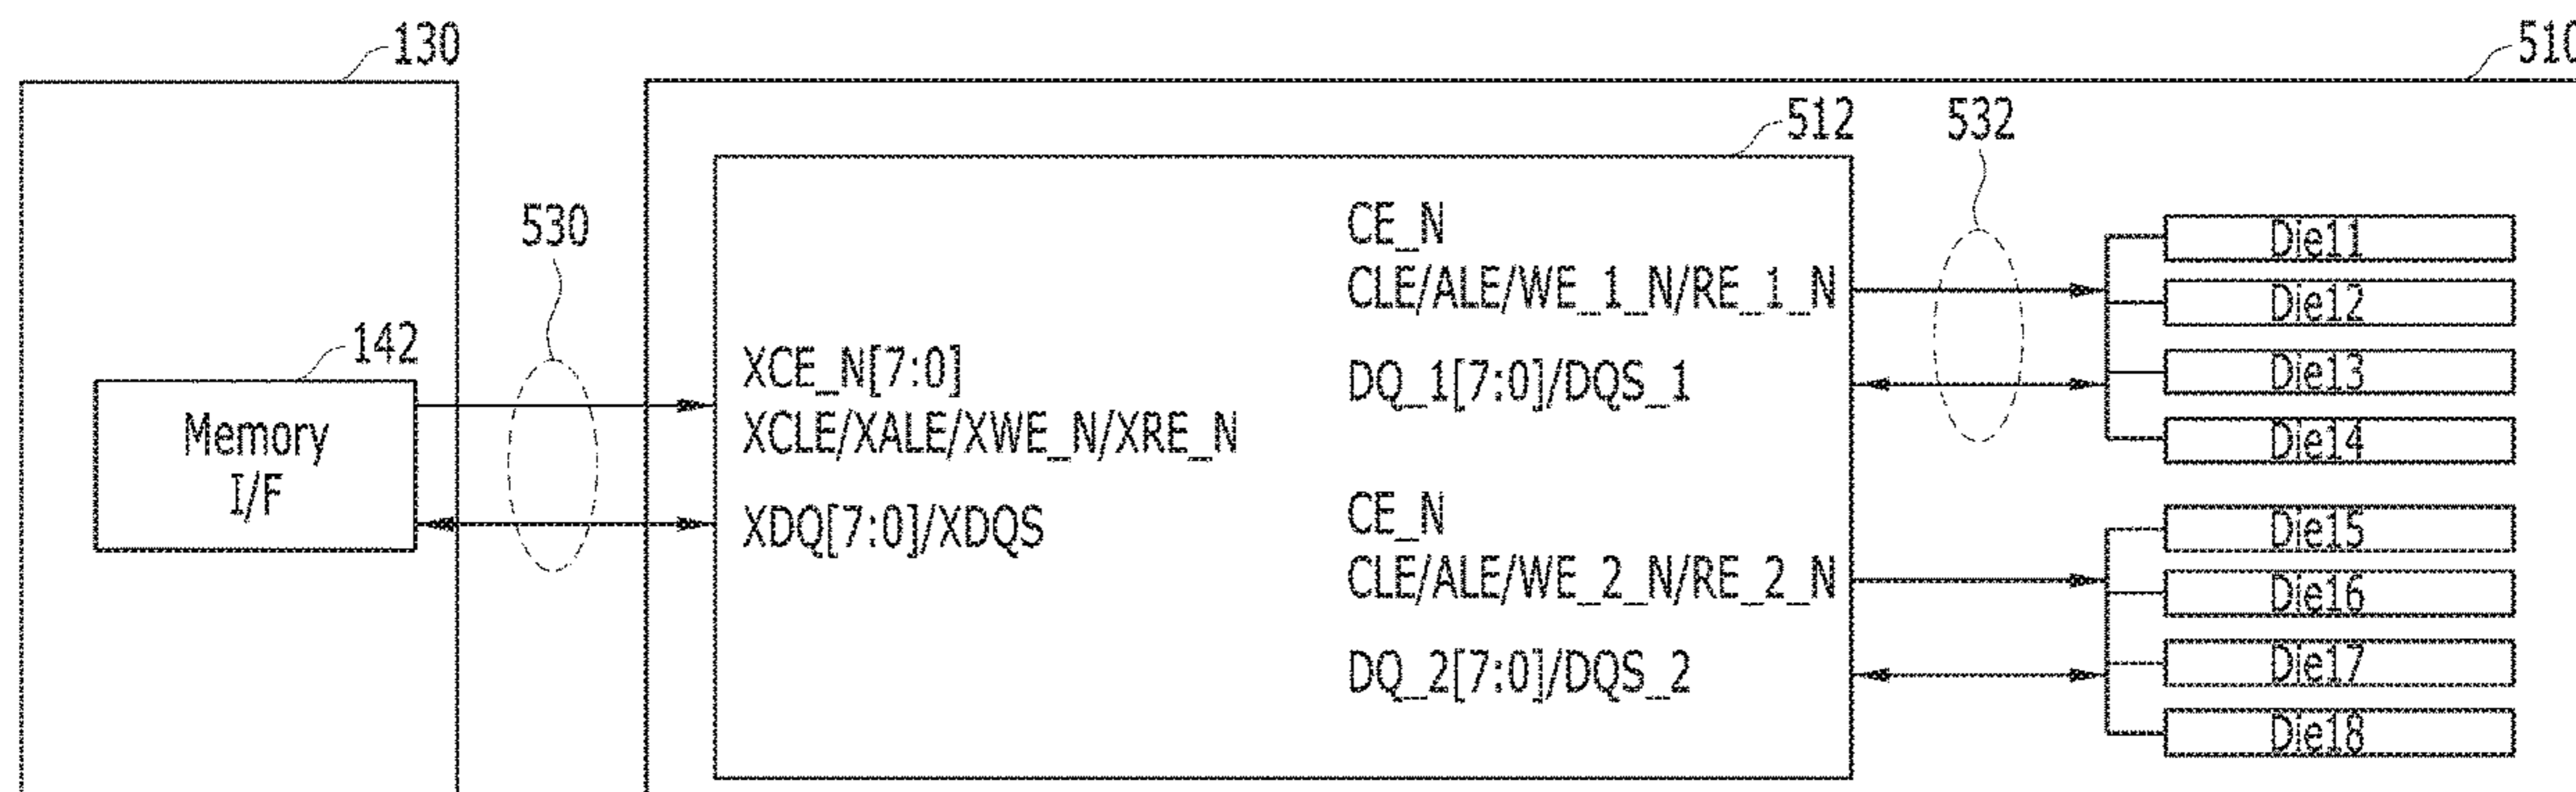 130
510
512
532
530
142
Memory
I/F
XCE_N[7:0]
XCLE/XALE/XWE_N/XRE_N
XDQ[7:0]/XDQS
CE_N
CLE/ALE/WE_1_N/RE_1_N
DQ_1[7:0]/DQS_1
CE_N
CLE/ALE/WE_2_N/RE_2_N
DQ_2[7:0]/DQS_2
Die11
Die12
Die13
Die14
Die15
Die16
Die17
Die18